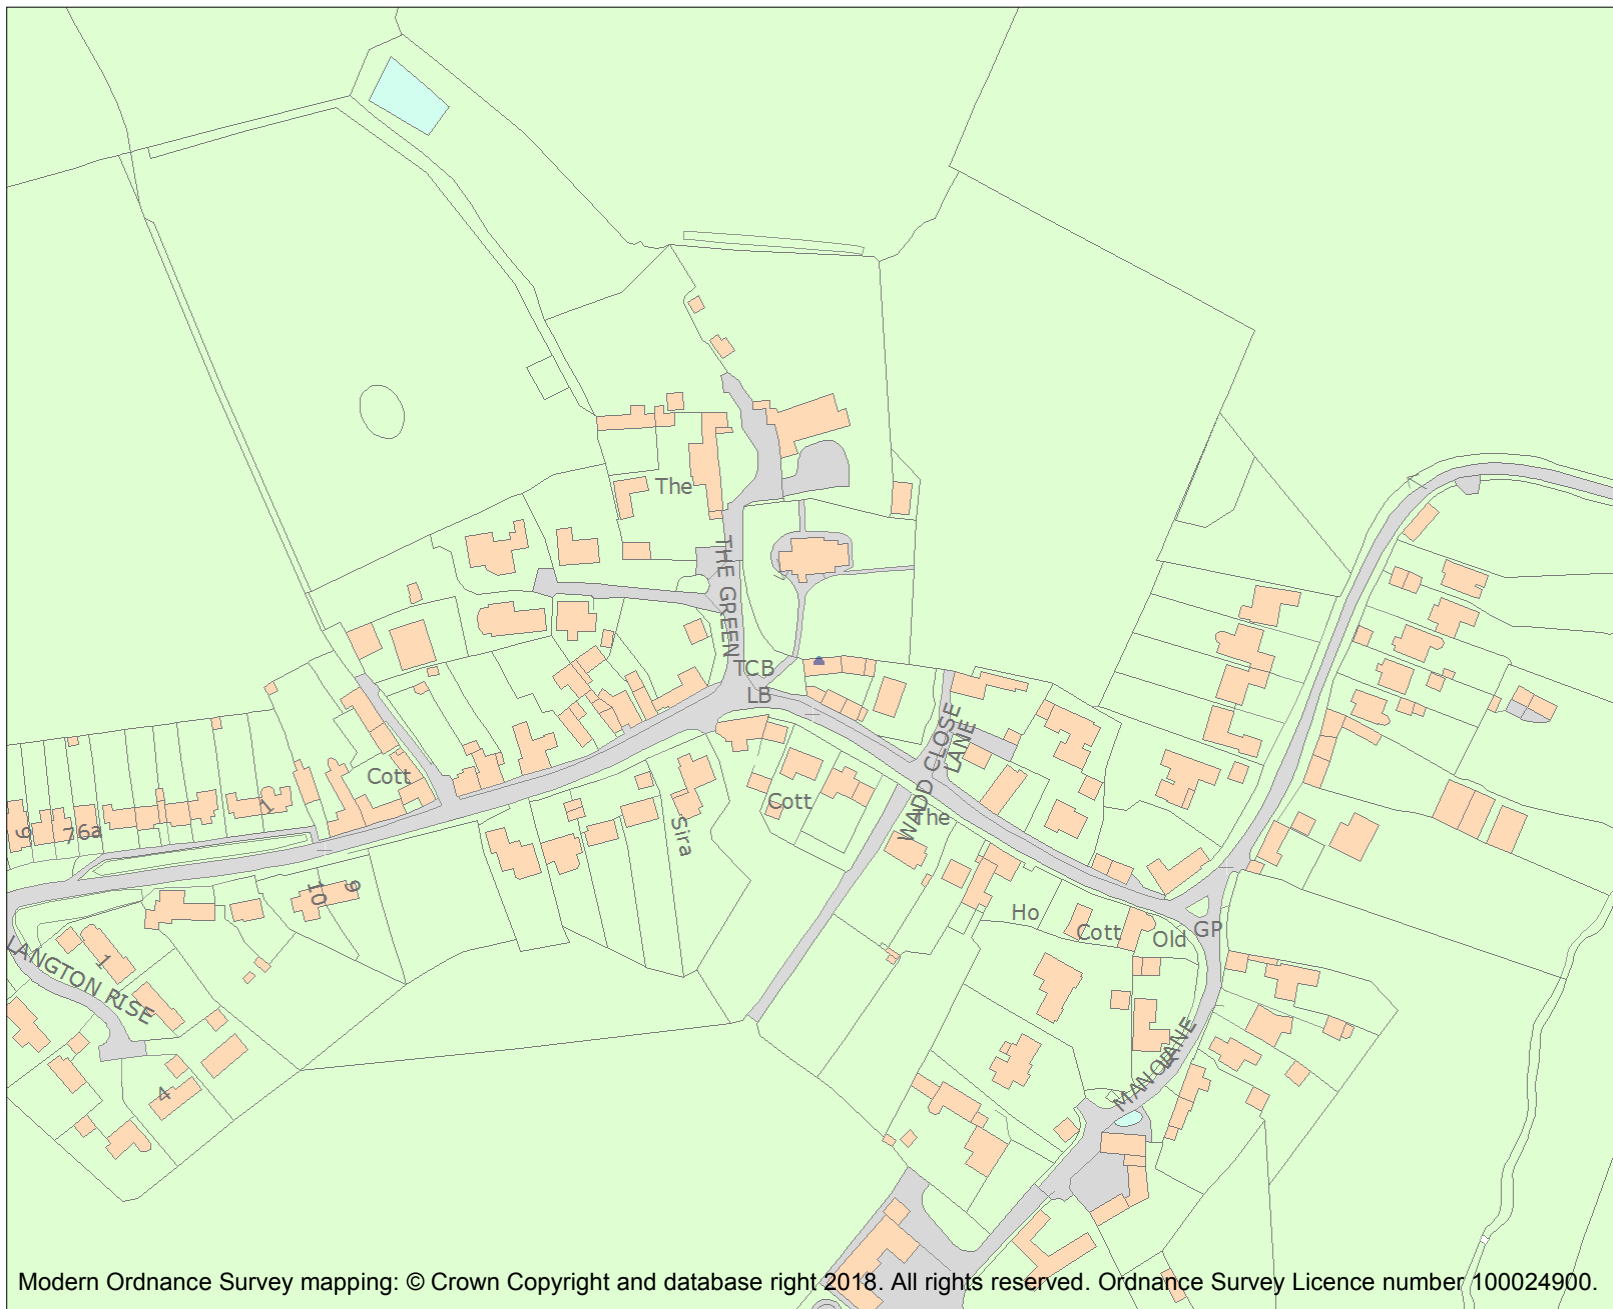 The
THE GREEN
TCB
LB
WADD CLOSE
LANE
Cott
1
76a
9
Cott
The
Sira
10
9
Ho
Cott
Old
GP
LANGTON RISE
1
4
MANOR
LANE
Modern Ordnance Survey mapping: © Crown Copyright and database right 2018. All rights reserved. Ordnance Survey Licence number 100024900.